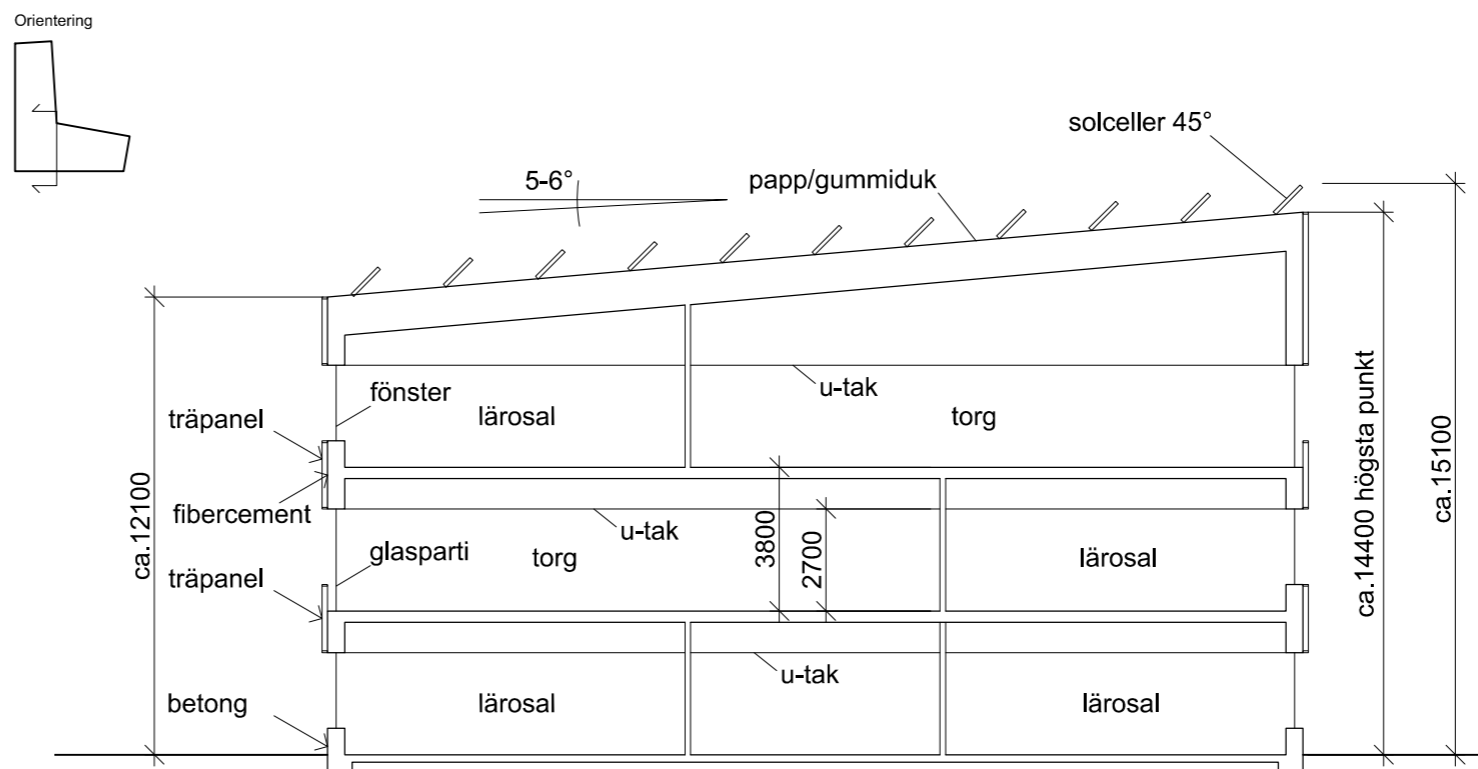 Orientering
solceller 45°
5-6°
papp/gummiduk
u-tak
fönster
träpanel
lärosal
torg
fibercement
u-tak
glasparti
torg
3800
2700
lärosal
träpanel
u-tak
betong
lärosal
lärosal
ca.12100
ca.14400 högsta punkt
ca.15100